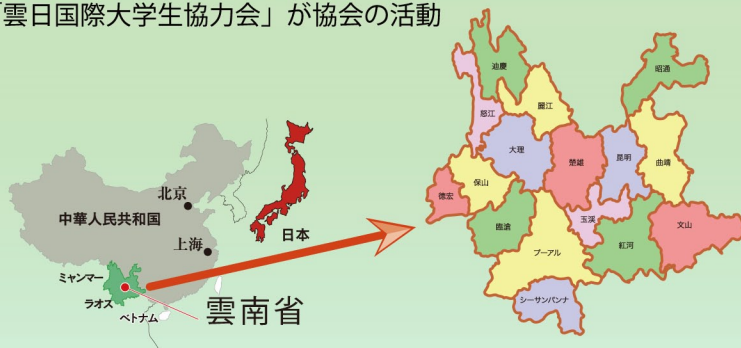 「雲日国際大学生協力会」が協会の活動
北京
中華人民共和国
上海
日本
ミャンマー
ラオス
ベトナム
雲南省
迪慶
昭通
怒江
麗江
大理
楚雄
昆明
曲靖
保山
徳宏
臨滄
玉溪
文山
プーアル
紅河
シーサンパンナ